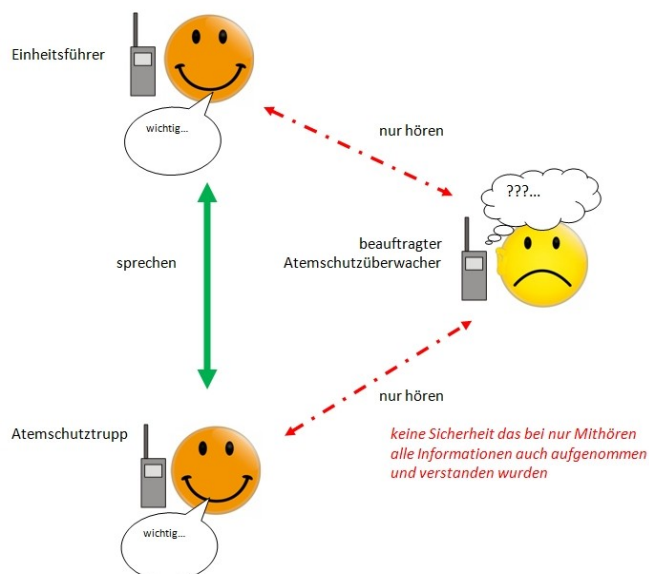 Einheitsführer
wichtig...
nur hören
???...
beauftragter
Atemschutzüberwacher
sprechen
nur hören
Atemschutztrupp
keine Sicherheit das bei nur Mithören
alle Informationen auch aufgenommen
und verstanden wurden
wichtig...